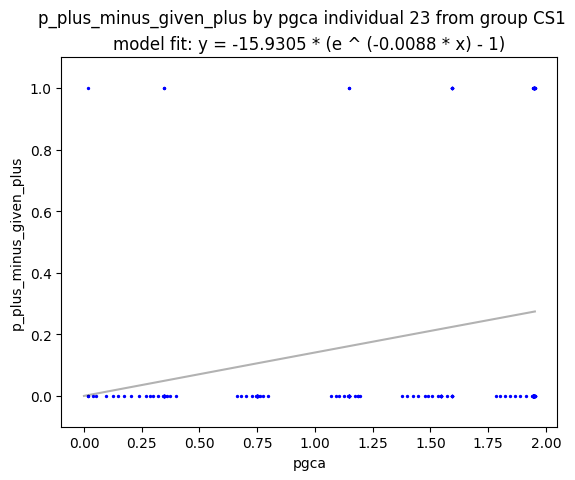 p_plus_minus_given_plus by pgca individual 23 from group CS1
model fit: y = -15.9305 * (e ^ (-0.0088 * x) - 1)
1.0
0.8
0.6
0.4
0.2
0.0
p_plus_minus_given_plus
0.00 0.25 0.50 0.75 1.00 1.25 1.50 1.75 2.00
pgca